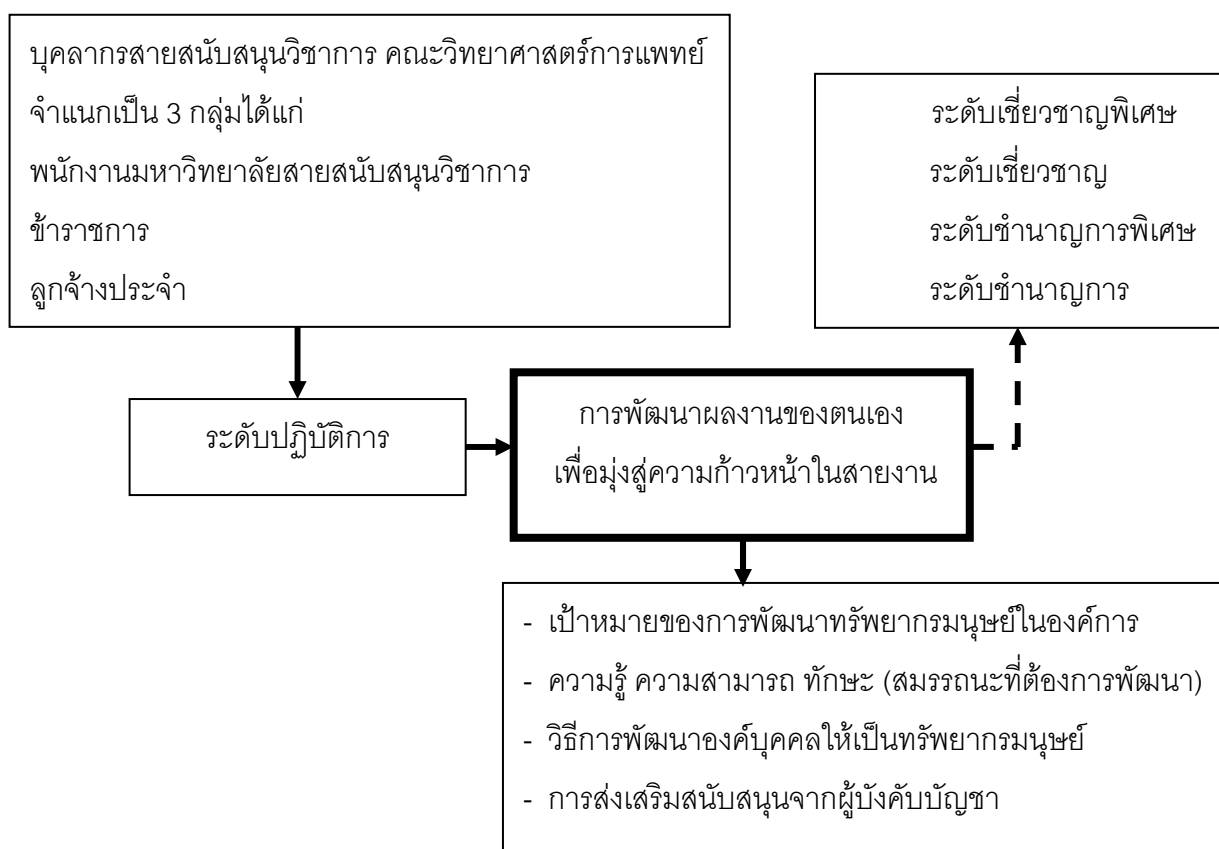 บุคลากรสายสนับสนุนวิชาการ คณะวิทยาศาสตร์การแพทย์
จำแนกเป็น 3 กลุ่มได้แก่
พนักงานมหาวิทยาลัยสายสนับสนุนวิชาการ
ข้าราชการ
ลูกจ้างประจำ
ระดับเชี่ยวชาญพิเศษ
ระดับเชี่ยวชาญ
ระดับชำนาญการพิเศษ
ระดับชำนาญการ
ระดับปฏิบัติการ
การพัฒนาผลงานของตนเอง
เพื่อมุ่งสู่ความก้าวหน้าในสายงาน
- เป้าหมายของการพัฒนาทรัพยากรมนุษย์ในองค์การ
- ความรู้ ความสามารถ ทักษะ (สมรรถนะที่ต้องการพัฒนา)
- วิธีการพัฒนาองค์บุคคลให้เป็นทรัพยากรมนุษย์
- การส่งเสริมสนับสนุนจากผู้บังคับบัญชา